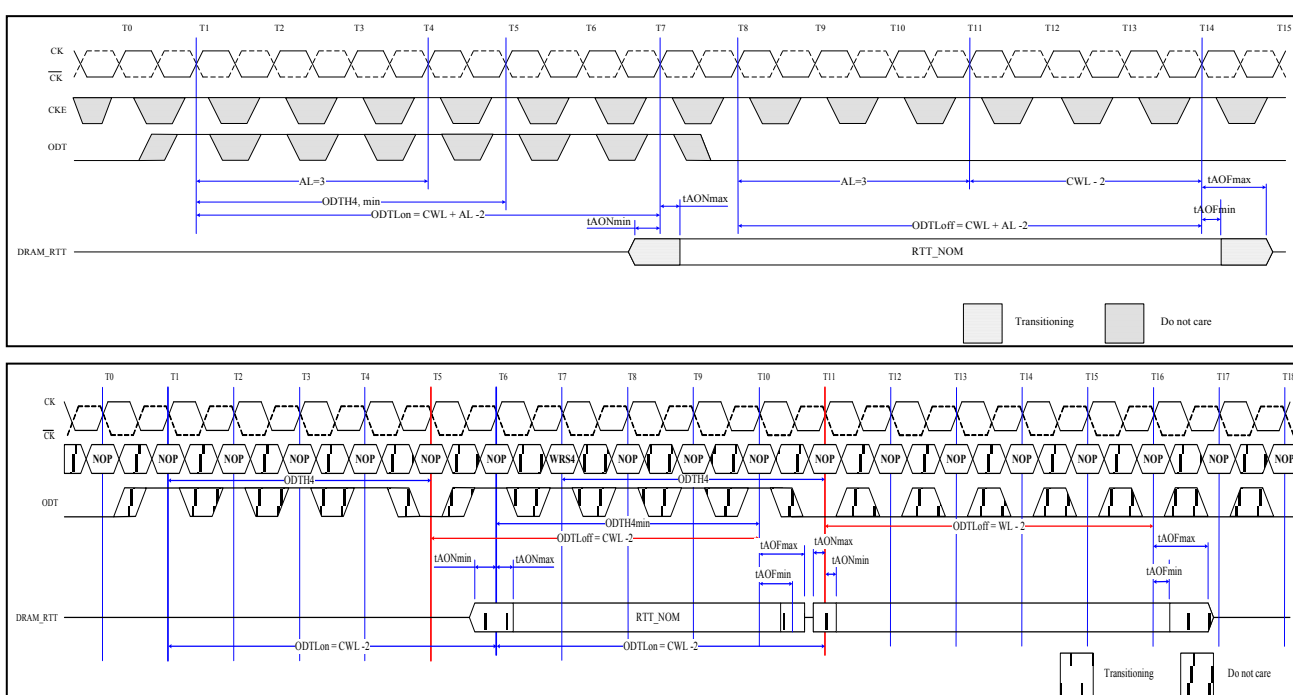 T0 T1 T2 T3 T4 T5 T6 T7 T8 T9 T10 T11 T12 T13 T14 T15
CK
CK
CKE
ODT
AL=3 AL=3 CWL - 2 tAOFmax
ODTH4, min tAONmax
ODTLon = CWL + AL -2 tAOFmin
tAONmin ODTLoff = CWL + AL -2
DRAM_RTT RTT_NOM
Transitioning Do not care
T0 T1 T2 T3 T4 T5 T6 T7 T8 T9 T10 T11 T12 T13 T14 T15 T16 T17 T18
CK
CK
NOP NOP NOP NOP NOP NOP NOP WRS4 NOP NOP NOP NOP NOP NOP NOP NOP NOP NOP NOP
ODTH4 ODTH4
ODT
ODTH4min ODTLoff = WL - 2
ODTLoff = CWL -2
tAOFmax tAONmax tAOFmax
tAONmin tAONmax tAONmin
tAOFmin tAOFmin
DRAM_RTT RTT_NOM
ODTLon = CWL -2 ODTLon = CWL -2
Transitioning Do not care